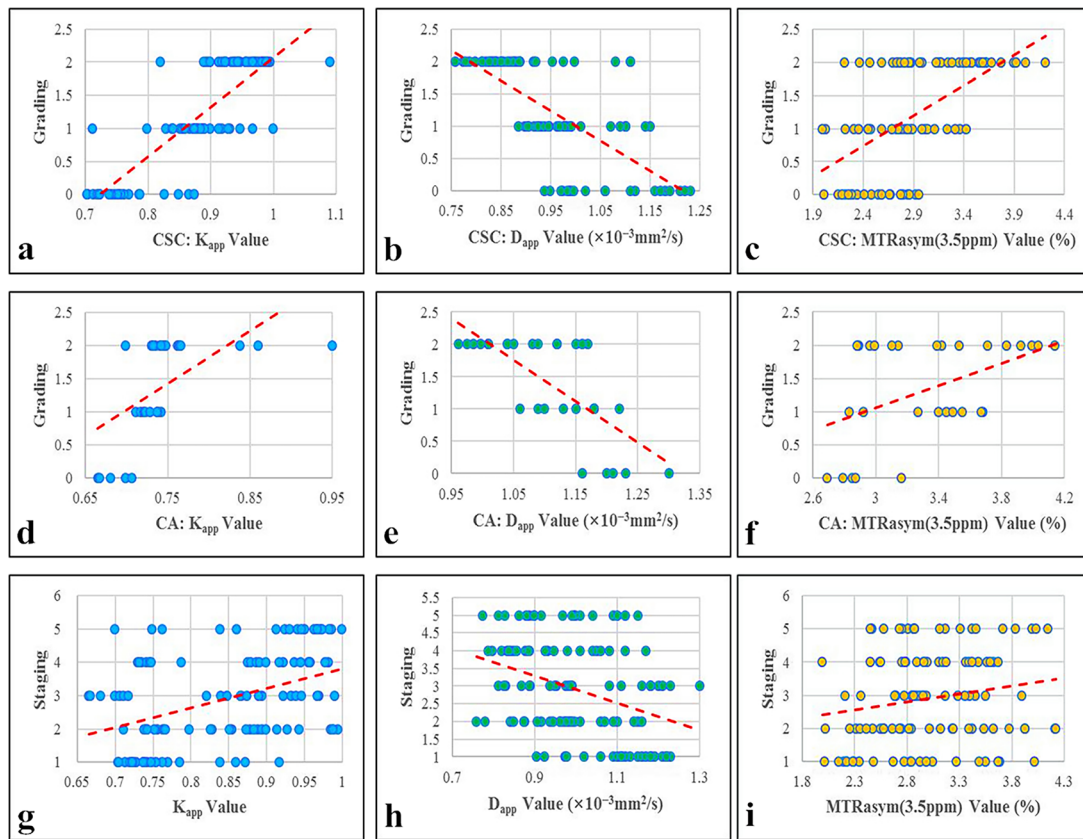 2.5
2
1.5
1
0.5
0
Grading
0.7 0.8 0.9 1 1.1
CSC: Kapp Value
a
2.5
2
1.5
1
0.5
0
Grading
0.75 0.85 0.95 1.05 1.15 1.25
CSC: Dapp Value (×10⁻³mm²/s)
b
2.5
2
1.5
1
0.5
0
Grading
1.9 2.4 2.9 3.4 3.9 4.4
CSC: MTRasym(3.5ppm) Value (%)
c
2.5
2
1.5
1
0.5
0
Grading
0.65 0.75 0.85 0.95
CA: Kapp Value
d
2.5
2
1.5
1
0.5
0
Grading
0.95 1.05 1.15 1.25 1.35
CA: Dapp Value (×10⁻³mm²/s)
e
2.5
2
1.5
1
0.5
0
Grading
2.6 3 3.4 3.8 4.2
CA: MTRasym(3.5ppm) Value (%)
f
6
5
4
3
2
1
Staging
0.65 0.7 0.75 0.8 0.85 0.9 0.95 1
Kapp Value
g
5.5
5
4.5
4
3.5
3
2.5
2
1.5
1
Staging
0.7 0.9 1.1 1.3
Dapp Value (×10⁻³mm²/s)
h
6
5
4
3
2
1
Staging
1.8 2.3 2.8 3.3 3.8 4.3
MTRasym(3.5ppm) Value (%)
i